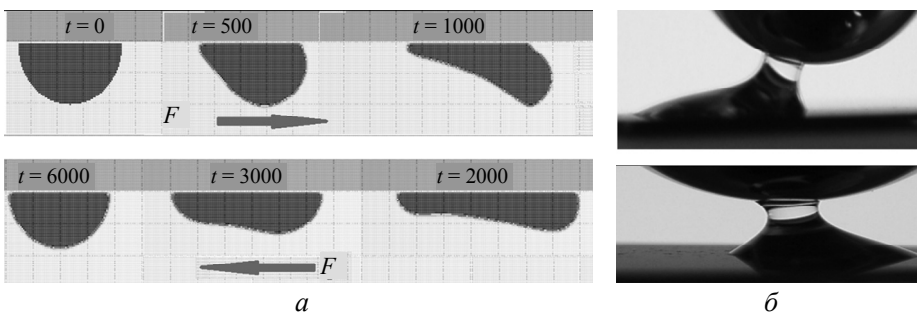 t = 0 t = 500 t = 1000
F
t = 6000 t = 3000 t = 2000
F
а б